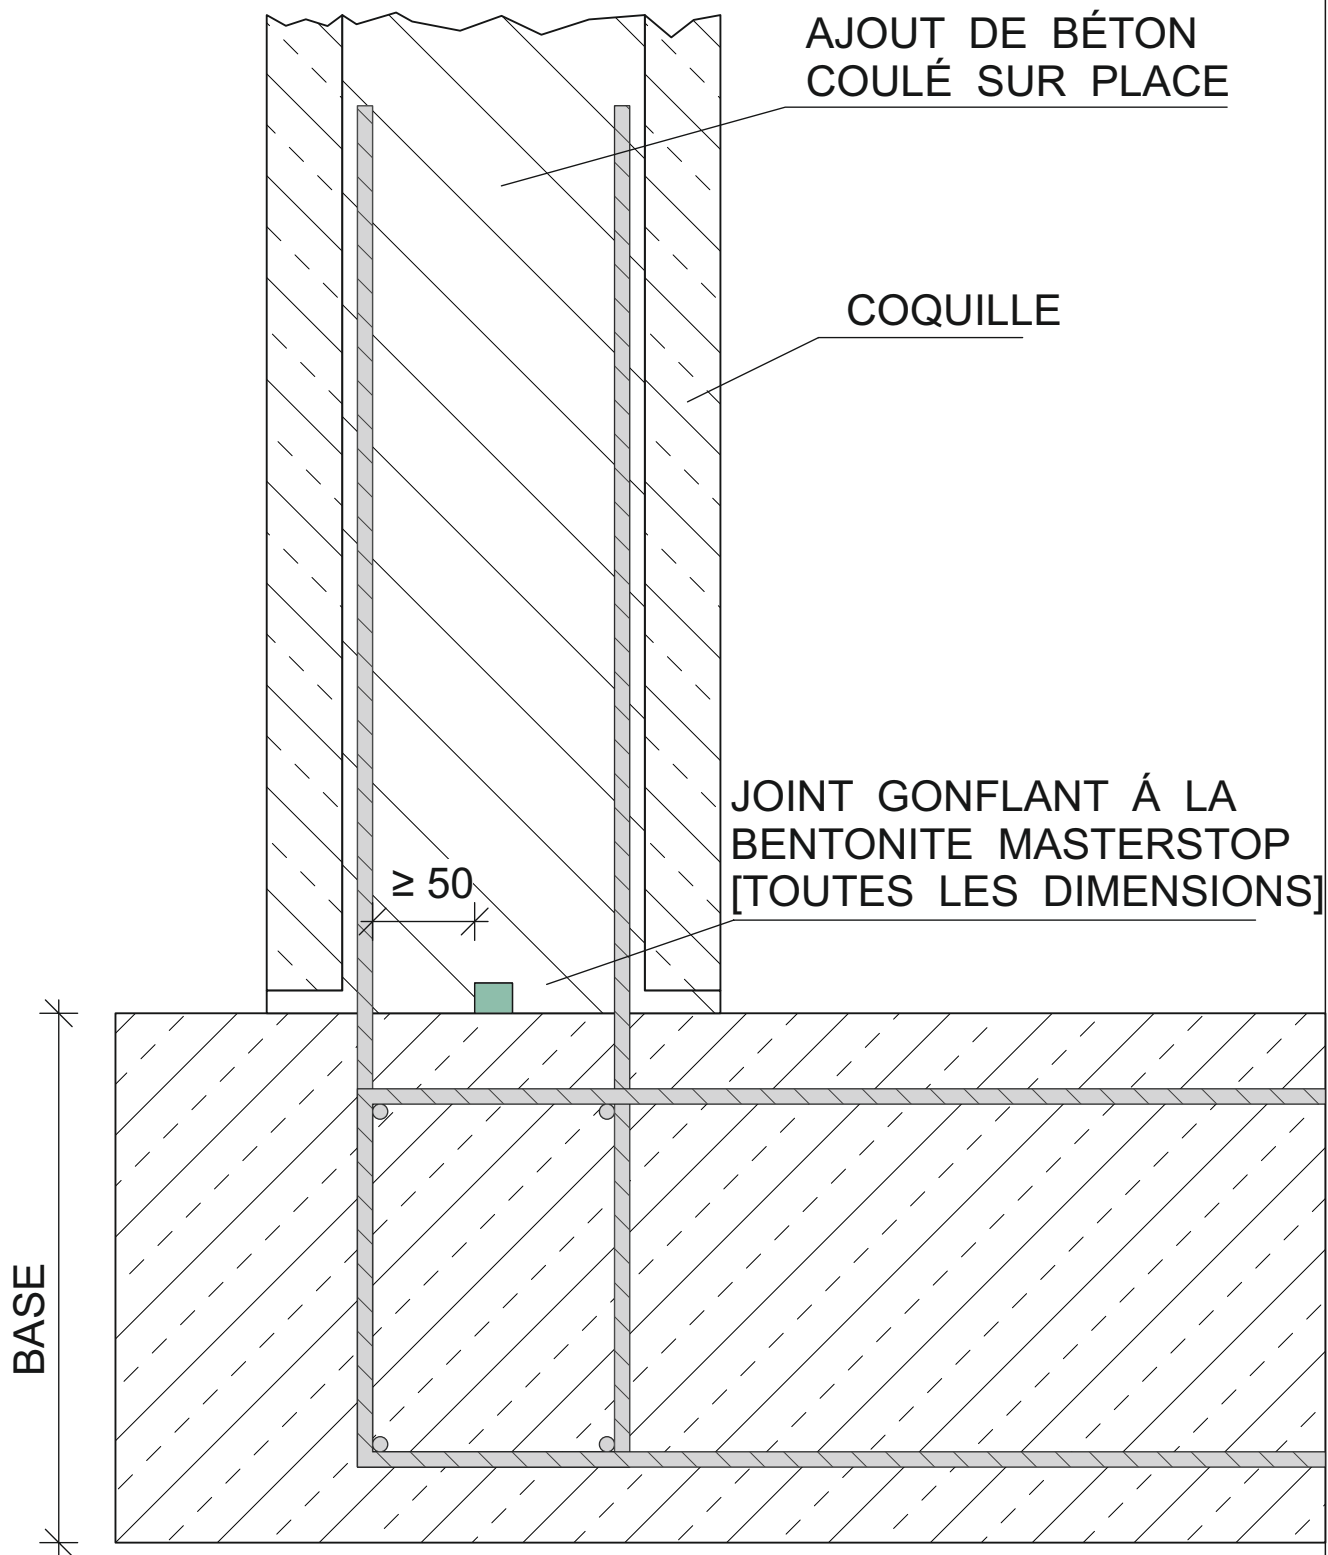 AJOUT DE BÉTON
COULÉ SUR PLACE
COQUILLE
JOINT GONFLANT Á LA
BENTONITE MASTERSTOP
[TOUTES LES DIMENSIONS]
≥ 50
BASE